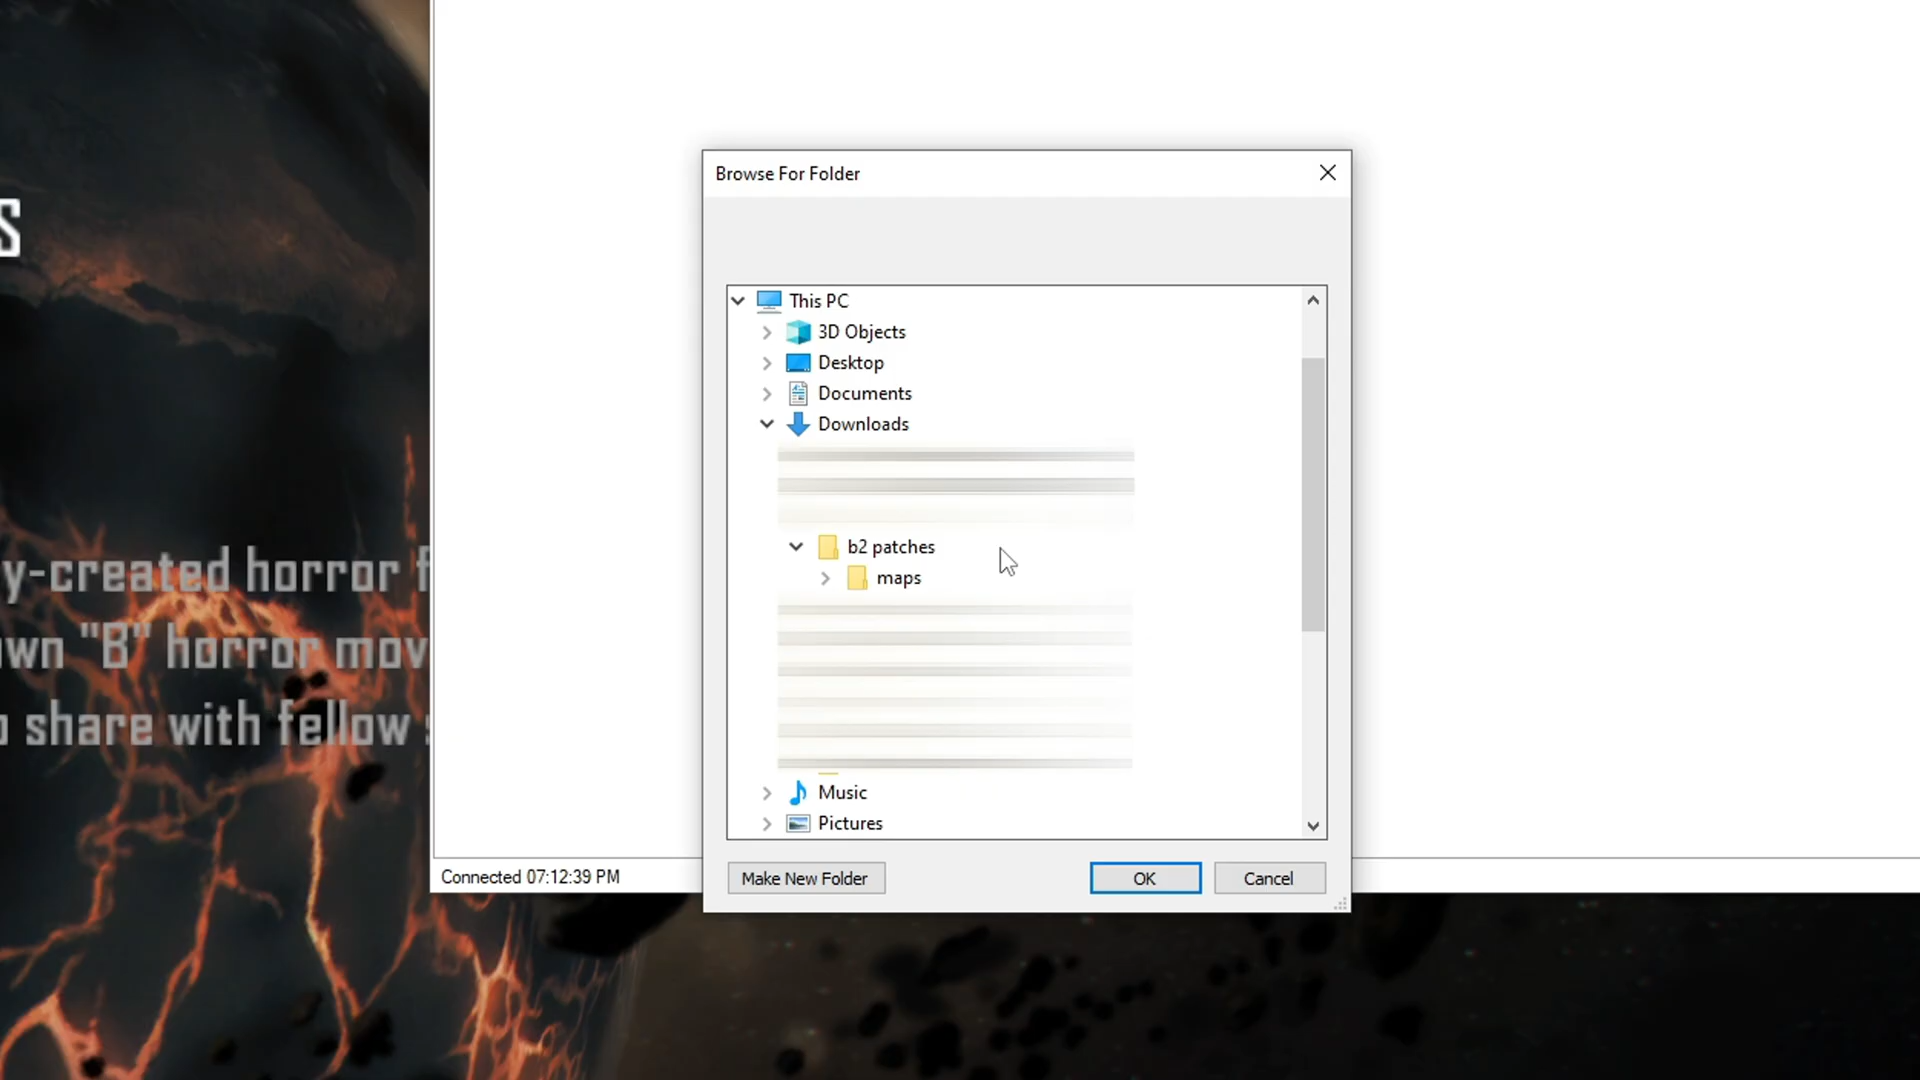 S
y-created horror f
wn "B" horror mov
o share with fellow s
Browse For Folder
This PC
3D Objects
Desktop
Documents
Downloads
b2 patches
maps
Music
Pictures
Make New Folder
OK
Cancel
Connected 07:12:39 PM